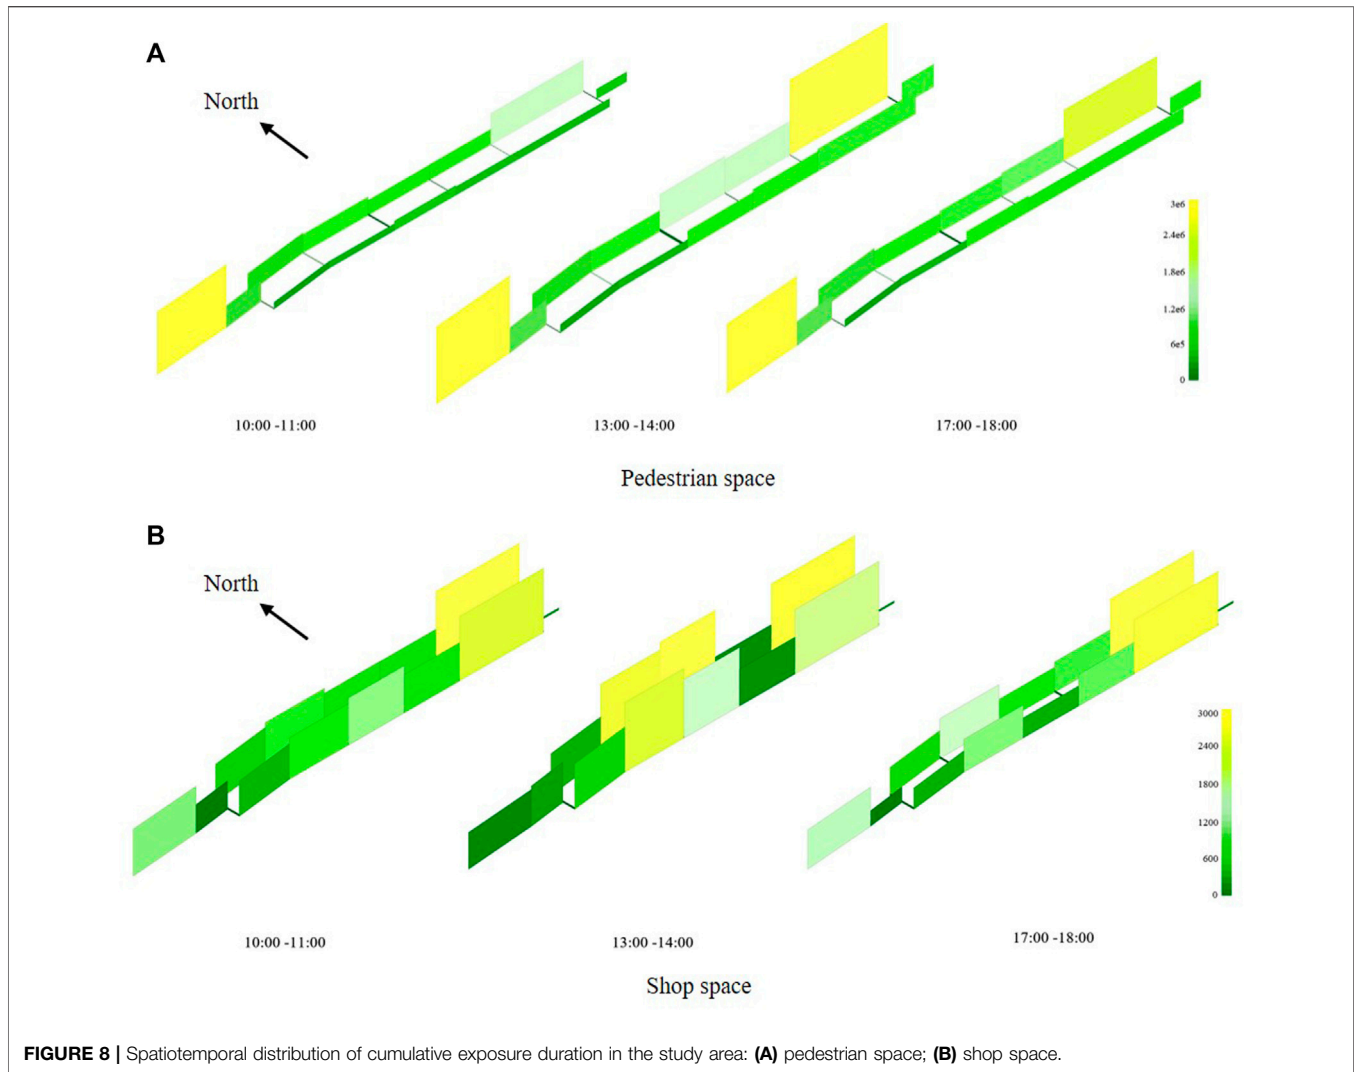 A
North
3e6
2.4e6
1.8e6
1.2e6
6e5
0
10:00 -11:00
13:00 -14:00
17:00 -18:00
Pedestrian space
B
North
3000
2400
1800
1200
600
0
10:00 -11:00
13:00 -14:00
17:00 -18:00
Shop space
FIGURE 8 | Spatiotemporal distribution of cumulative exposure duration in the study area: (A) pedestrian space; (B) shop space.